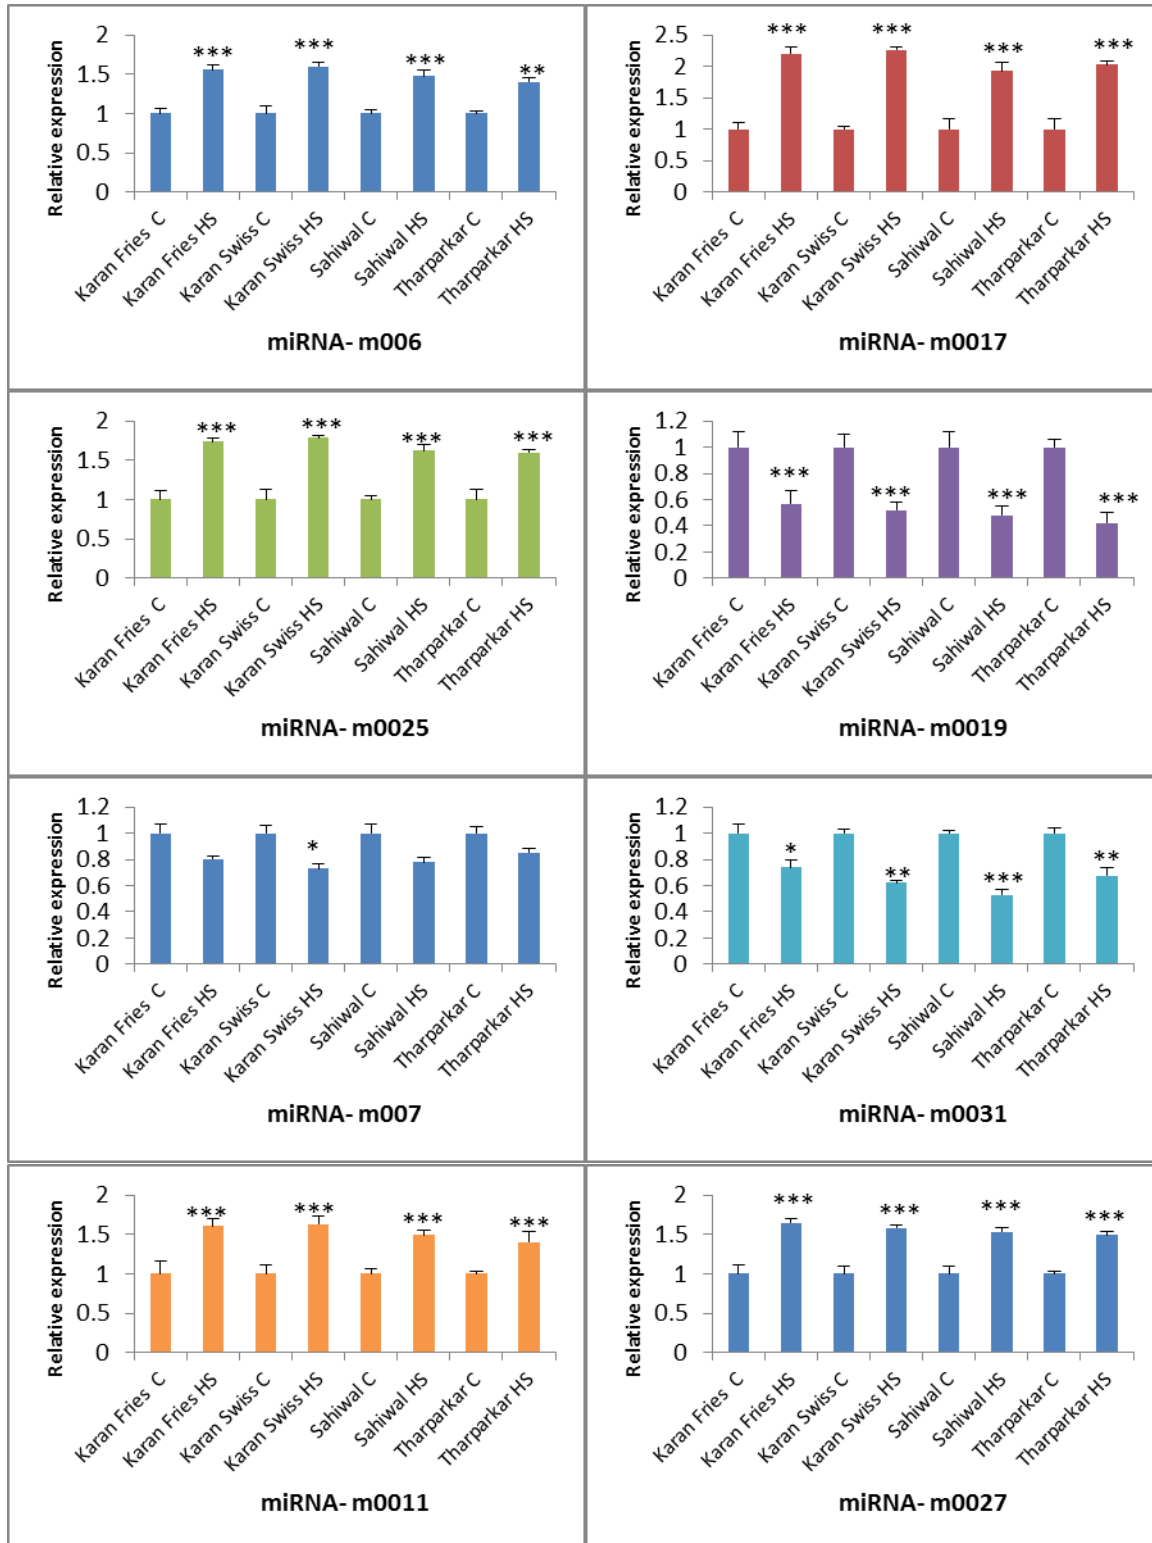 Relative expression
2
1.5
1
0.5
0
*** *** *** **
Karan Fries C
Karan Fries HS
Karan Swiss C
Karan Swiss HS
Sahiwal C
Sahiwal HS
Tharparkar C
Tharparkar HS
miRNA- m006
Relative expression
2.5
2
1.5
1
0.5
0
*** *** *** ***
Karan Fries C
Karan Fries HS
Karan Swiss C
Karan Swiss HS
Sahiwal C
Sahiwal HS
Tharparkar C
Tharparkar HS
miRNA- m0017
Relative expression
2
1.5
1
0.5
0
*** *** *** ***
Karan Fries C
Karan Fries HS
Karan Swiss C
Karan Swiss HS
Sahiwal C
Sahiwal HS
Tharparkar C
Tharparkar HS
miRNA- m0025
Relative expression
1.2
1
0.8
0.6
0.4
0.2
0
*** *** *** ***
Karan Fries C
Karan Fries HS
Karan Swiss C
Karan Swiss HS
Sahiwal C
Sahiwal HS
Tharparkar C
Tharparkar HS
miRNA- m0019
Relative expression
1.2
1
0.8
0.6
0.4
0.2
0
*
Karan Fries C
Karan Fries HS
Karan Swiss C
Karan Swiss HS
Sahiwal C
Sahiwal HS
Tharparkar C
Tharparkar HS
miRNA- m007
Relative expression
1.2
1
0.8
0.6
0.4
0.2
0
* ** *** **
Karan Fries C
Karan Fries HS
Karan Swiss C
Karan Swiss HS
Sahiwal C
Sahiwal HS
Tharparkar C
Tharparkar HS
miRNA- m0031
Relative expression
2
1.5
1
0.5
0
*** *** *** ***
Karan Fries C
Karan Fries HS
Karan Swiss C
Karan Swiss HS
Sahiwal C
Sahiwal HS
Tharparkar C
Tharparkar HS
miRNA- m0011
Relative expression
2
1.5
1
0.5
0
*** *** *** ***
Karan Fries C
Karan Fries HS
Karan Swiss C
Karan Swiss HS
Sahiwal C
Sahiwal HS
Tharparkar C
Tharparkar HS
miRNA- m0027